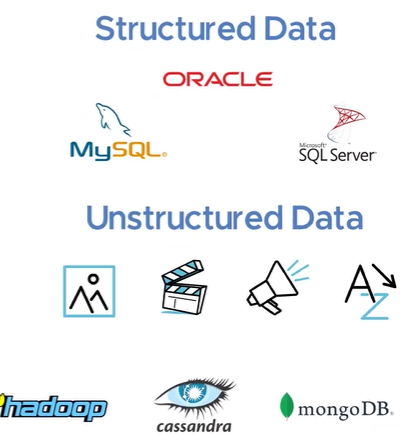 Structured Data
ORACLE
MySQL®
Microsoft®
SQL Server
Unstructured Data
A
Z
hadoop
cassandra
mongoDB®